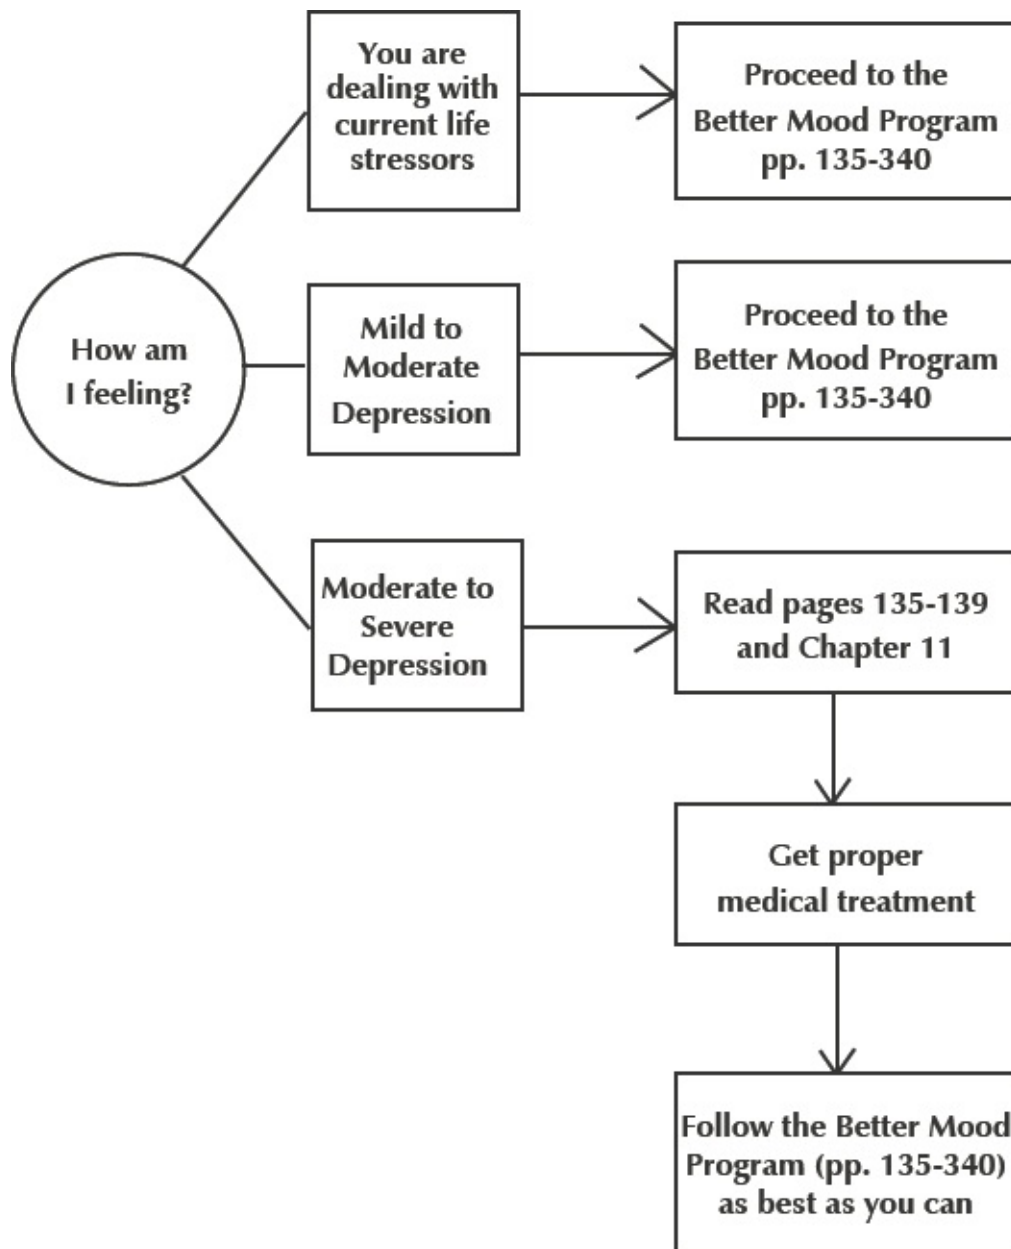 How am
I feeling?
You are
dealing with
current life
stressors
Proceed to the
Better Mood Program
pp. 135-340
Mild to
Moderate
Depression
Proceed to the
Better Mood Program
pp. 135-340
Moderate to
Severe
Depression
Read pages 135-139
and Chapter 11
Get proper
medical treatment
Follow the Better Mood
Program (pp. 135-340)
as best as you can